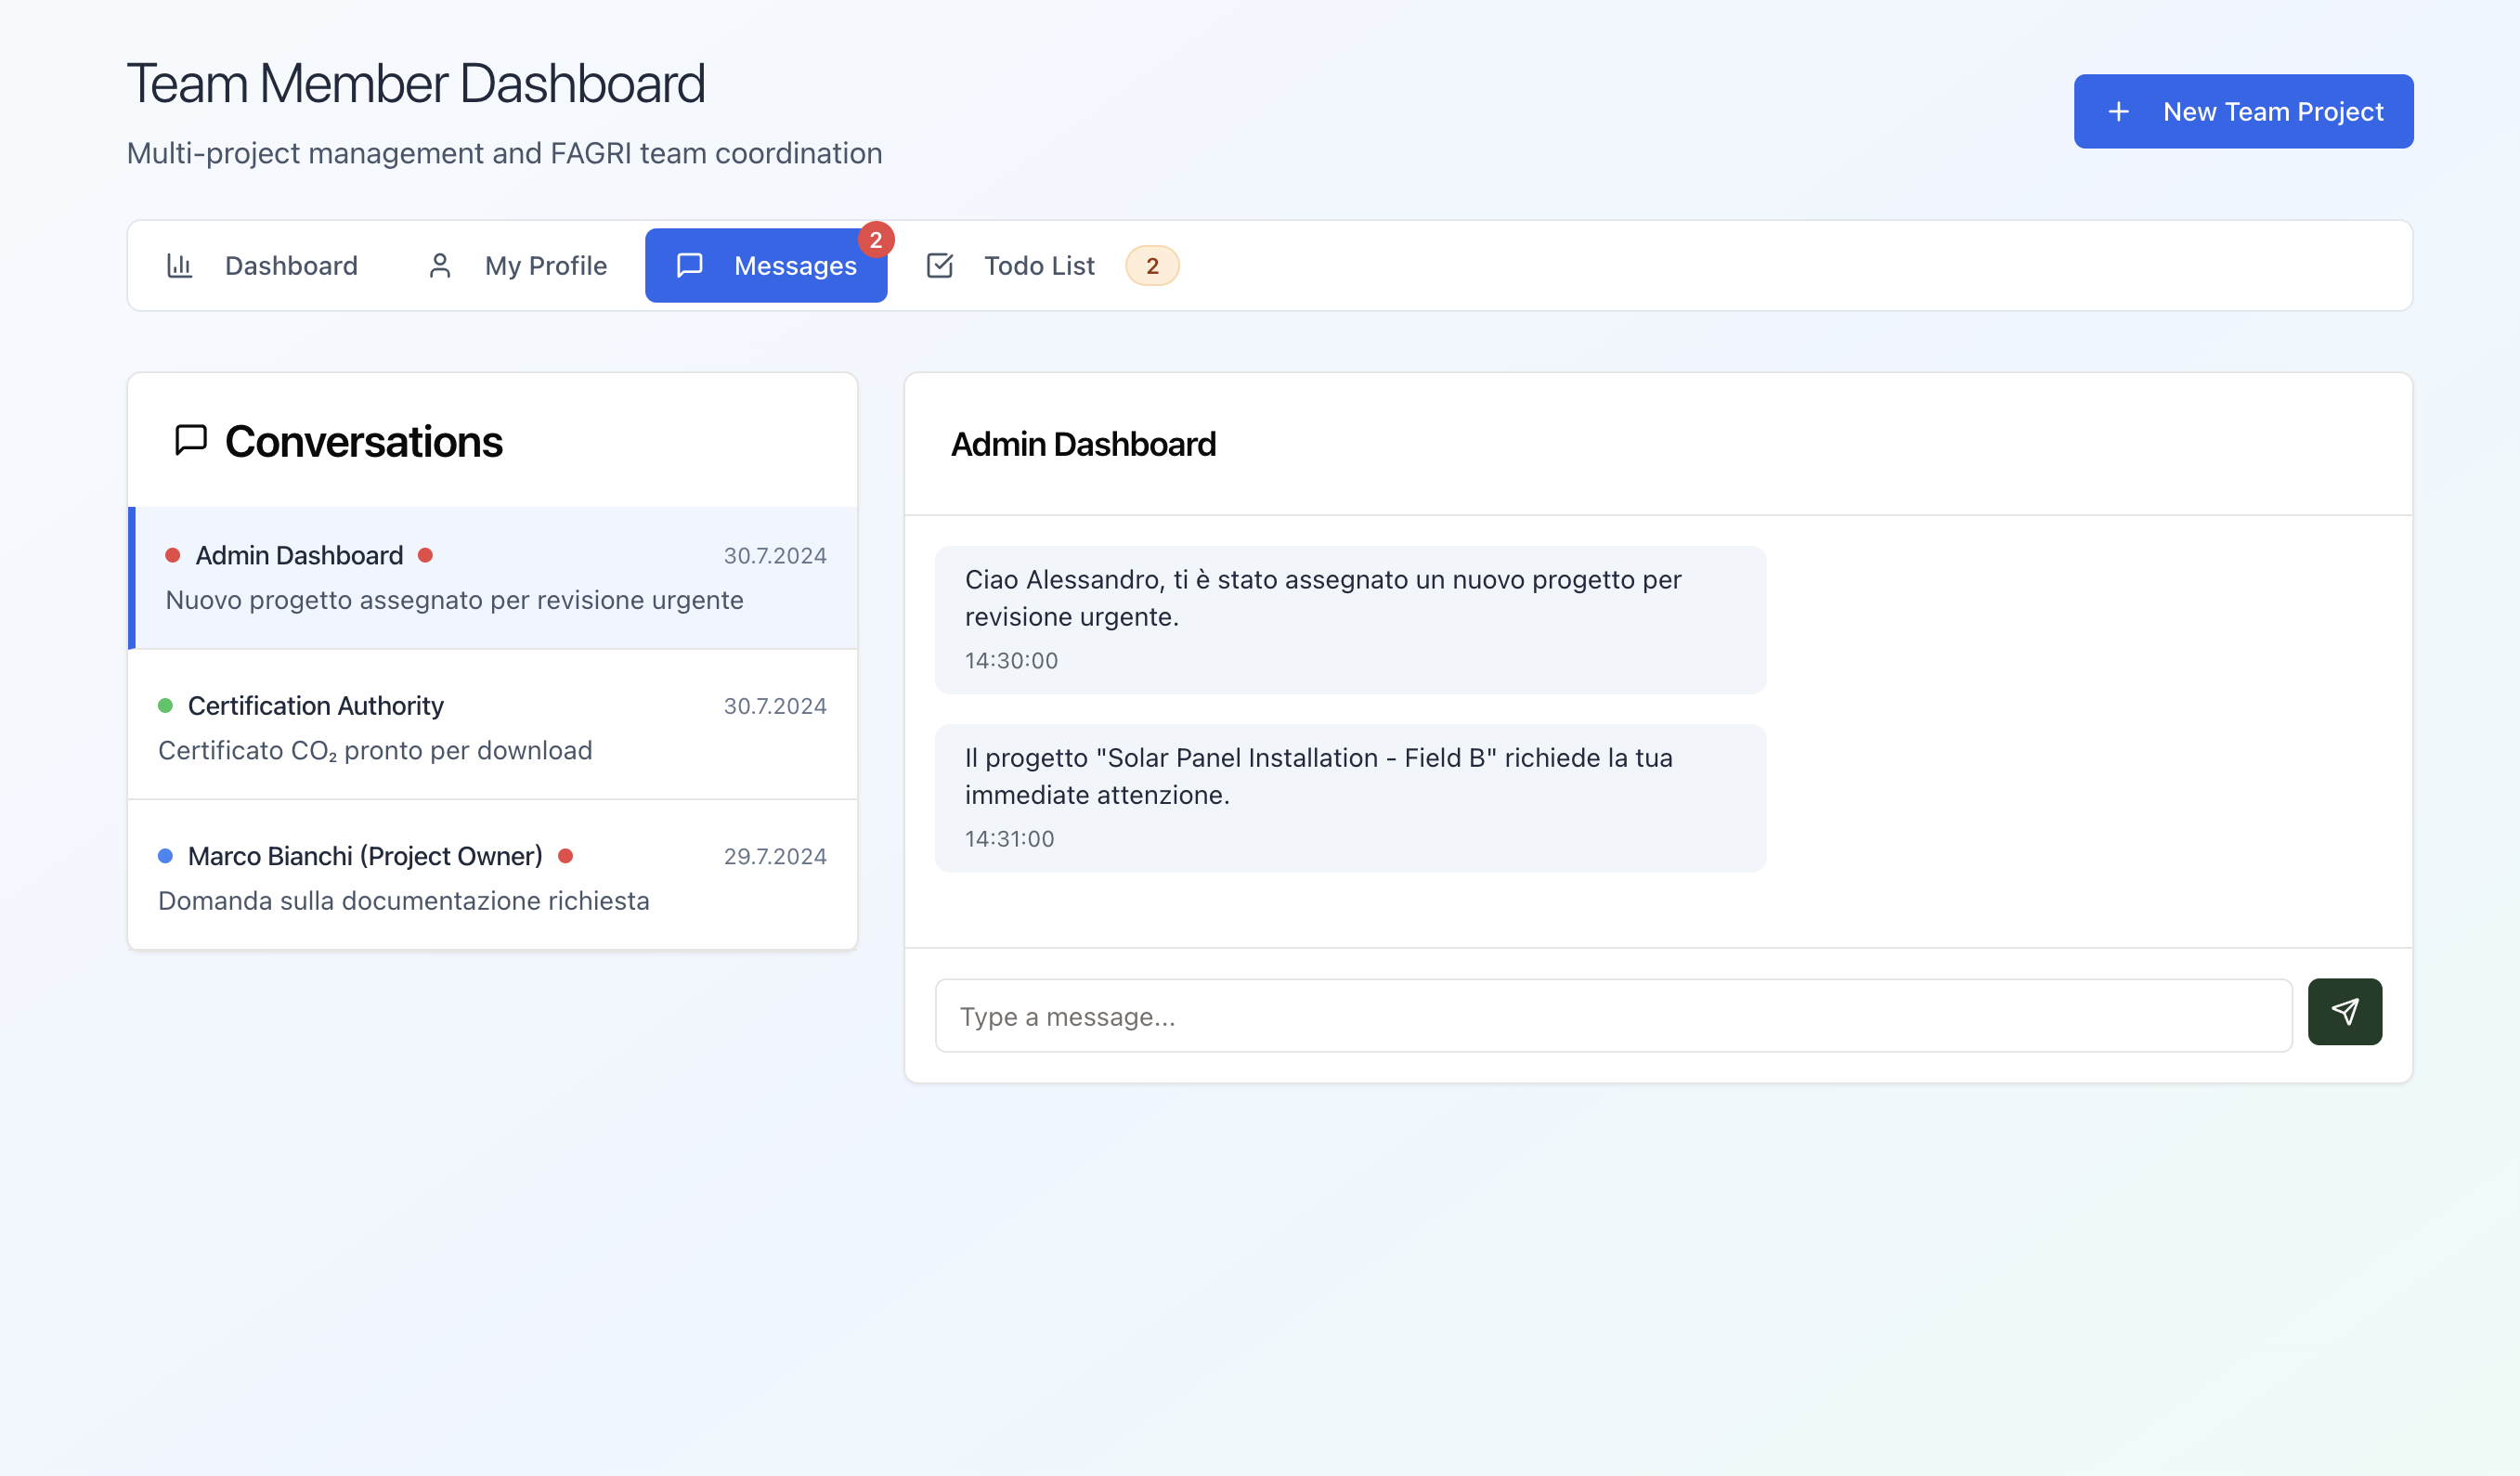 Team Member Dashboard
Multi-project management and FAGRI team coordination
New Team Project
Dashboard
My Profile
Messages
2
Todo List
2
Conversations
Admin Dashboard
30.7.2024
Nuovo progetto assegnato per revisione urgente
Certification Authority
30.7.2024
Certificato CO₂ pronto per download
Marco Bianchi (Project Owner)
29.7.2024
Domanda sulla documentazione richiesta
Admin Dashboard
Ciao Alessandro, ti è stato assegnato un nuovo progetto per
revisione urgente.
14:30:00
Il progetto "Solar Panel Installation - Field B" richiede la tua
immediate attenzione.
14:31:00
Type a message...